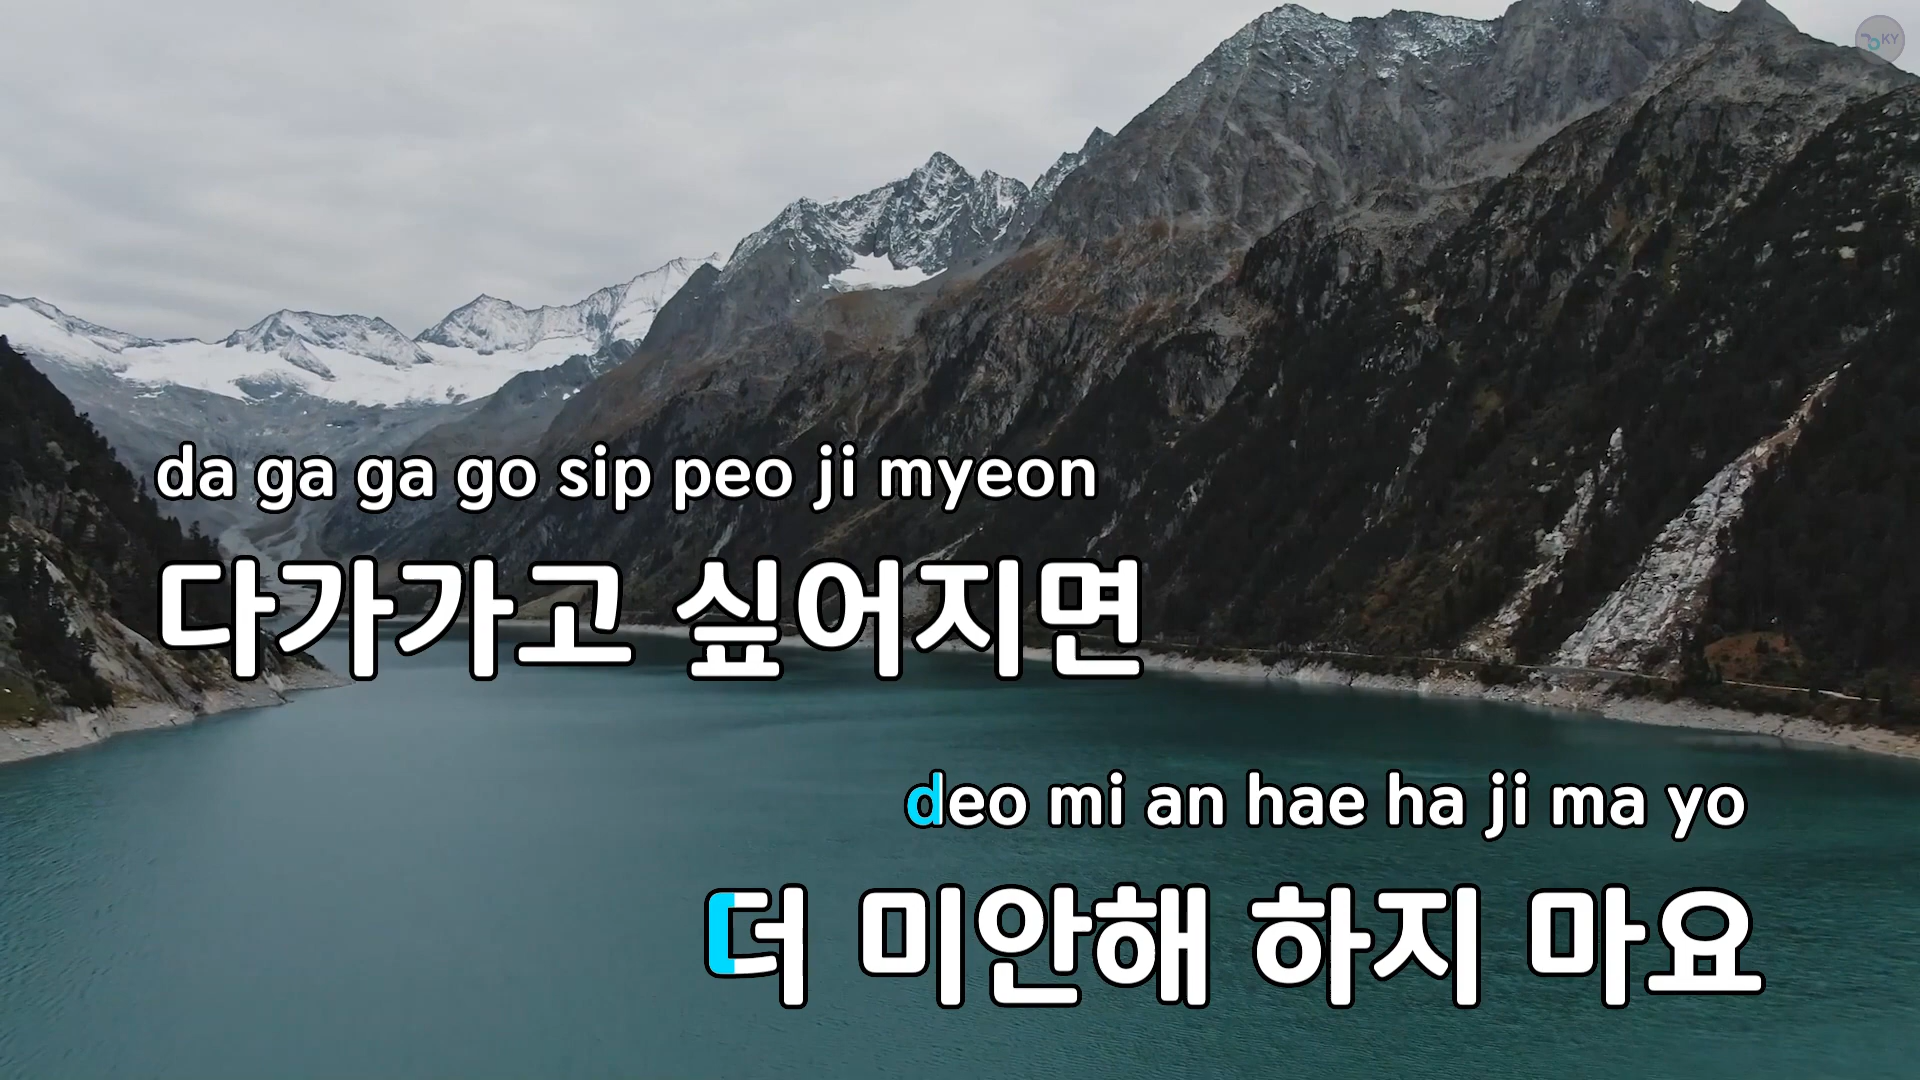 KY
da ga ga go sip peo ji myeon
다가가고 싶어지면
deo mi an hae ha ji ma yo
더 미안해 하지 마요